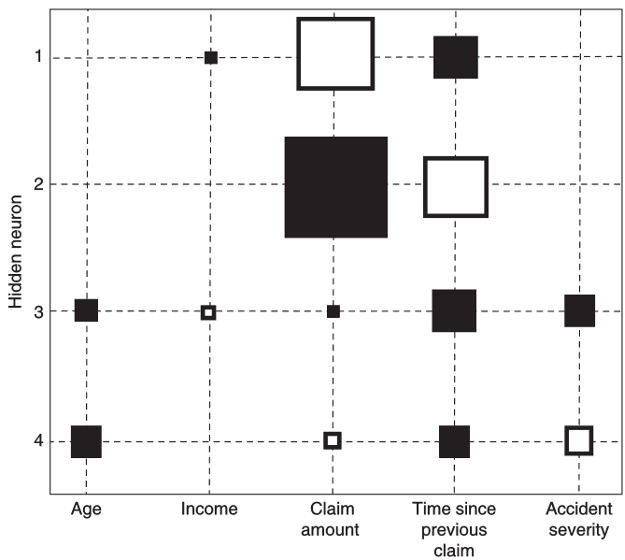 Hidden neuron
1
2
3
4
Age
Income
Claim
amount
Time since
previous
claim
Accident
severity